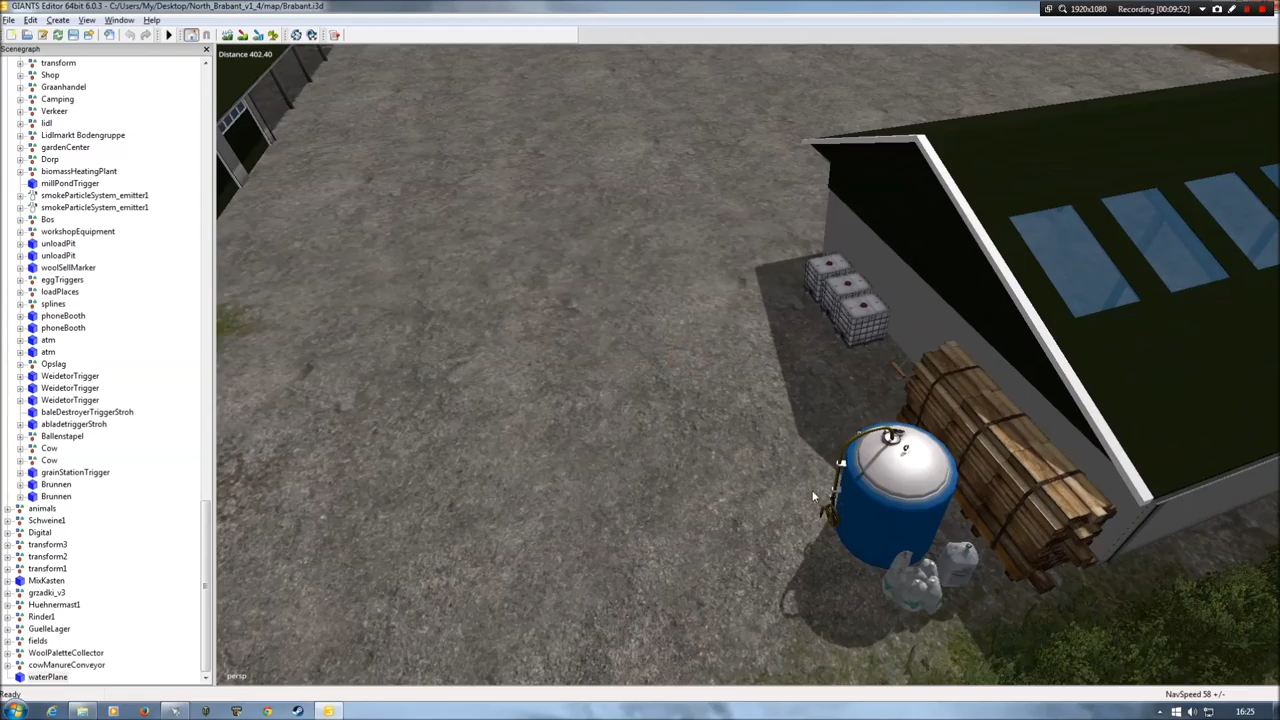 GIANTS Editor 64bit 6.0.3 - C:/Users/My/Desktop/North_Brabant_v1_4/map/Brabant.i3d
1920x1080
Recording [00:09:52]
File Edit Create View Window Help
Scenegraph
Distance 402.40
transform
Shop
Graanhandel
Camping
Verkeer
lidl
Lidlmarkt Bodengruppe
gardenCenter
Dorp
biomassHeatingPlant
millPondTrigger
smokeParticleSystem_emitter1
smokeParticleSystem_emitter1
Bos
workshopEquipment
unloadPit
unloadPit
woolSellMarker
eggTriggers
loadPlaces
splines
phoneBooth
phoneBooth
atm
atm
Opslag
WeidetorTrigger
WeidetorTrigger
WeidetorTrigger
baleDestroyerTriggerStroh
abladetriggerStroh
Ballenstapel
Cow
Cow
grainStationTrigger
Brunnen
Brunnen
animals
Schweine1
Digital
transform3
transform2
transform1
MixKasten
grzadki_v3
Huehnermast1
Rinder1
GuelleLager
fields
WoolPaletteCollector
cowManureConveyor
waterPlane
persp
Ready
NavSpeed 58 +/-
16:25